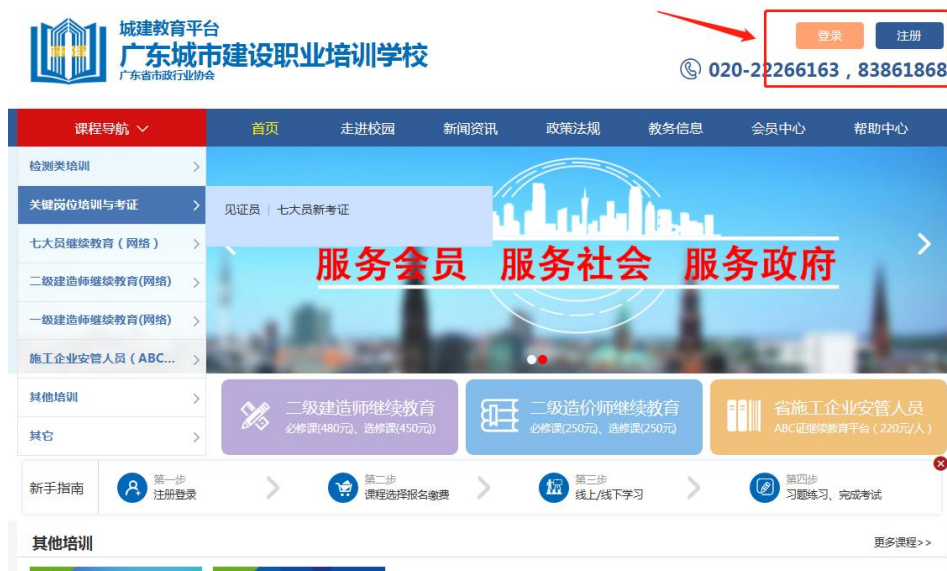 城建教育平台
广东城市建设职业培训学校
广东省市政行业协会
登录 注册
020-22266163，83861868
课程导航 首页 走进校园 新闻资讯 政策法规 教务信息 会员中心 帮助中心
检测类培训
关键岗位培训与考证
见证员 | 七大员新考证
七大员继续教育（网络）
二级建造师继续教育(网络)
一级建造师继续教育(网络)
施工企业安管人员（ABC...
其他培训
其它
服务会员 服务社会 服务政府
二级建造师继续教育
必修课(480元)、选修课(450元)
二级造价师继续教育
必修课(250元)、选修课(250元)
省施工企业安管人员
ABC证继续教育平台（220元/人）
新手指南
第一步
注册登录
第二步
课程选择报名缴费
第三步
线上/线下学习
第四步
习题练习、完成考试
其他培训
更多课程>>